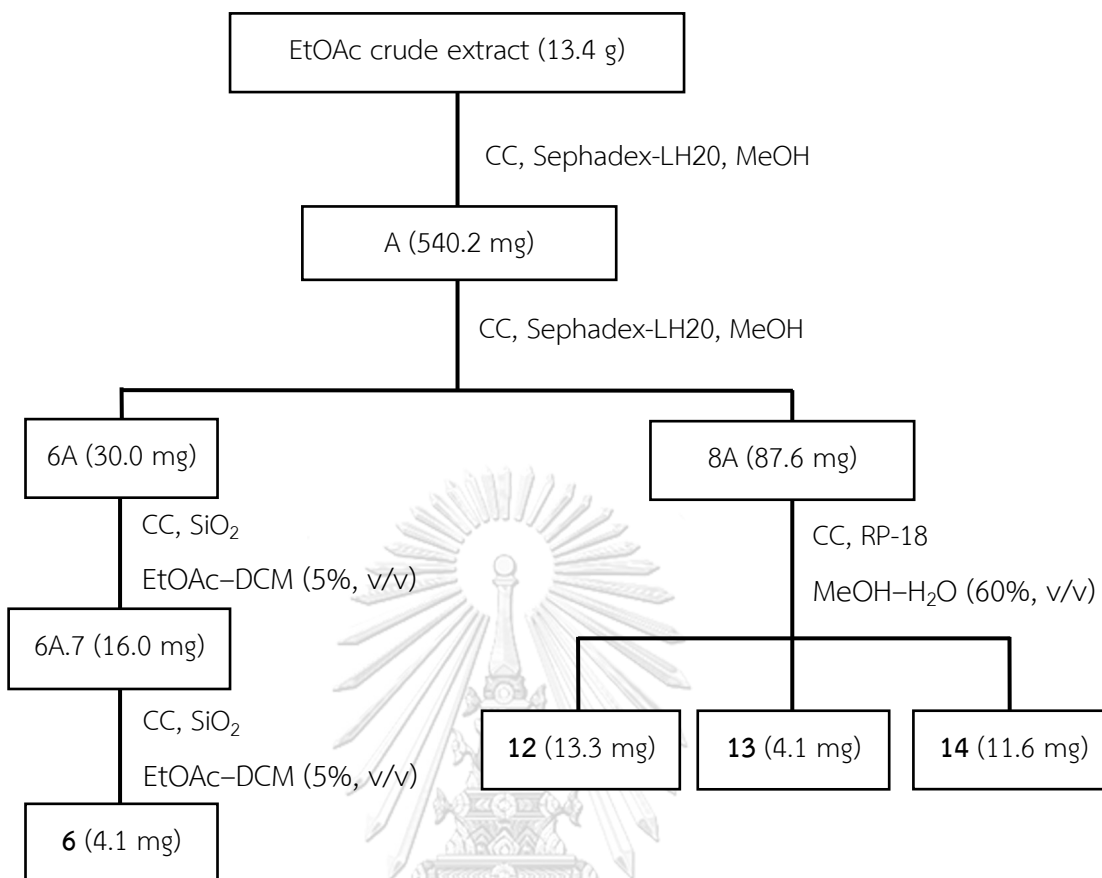 EtOAc crude extract (13.4 g)
CC, Sephadex-LH20, MeOH
A (540.2 mg)
CC, Sephadex-LH20, MeOH
6A (30.0 mg)
8A (87.6 mg)
CC, SiO₂
EtOAc–DCM (5%, v/v)
CC, RP-18
MeOH–H₂O (60%, v/v)
6A.7 (16.0 mg)
CC, SiO₂
EtOAc–DCM (5%, v/v)
12 (13.3 mg)
13 (4.1 mg)
14 (11.6 mg)
6 (4.1 mg)